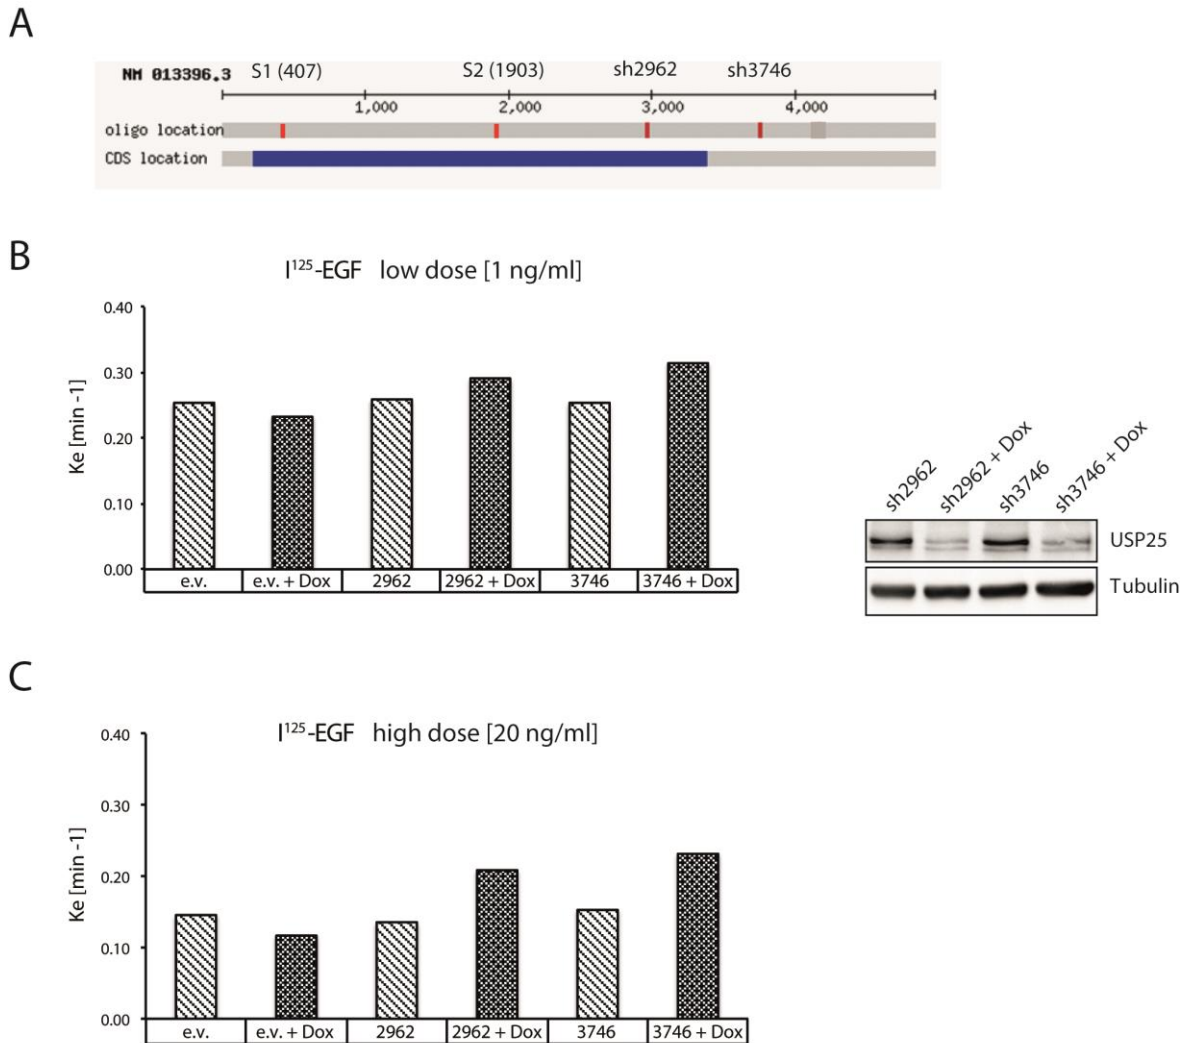 A
NM 013396.3 S1 (407) S2 (1903) sh2962 sh3746
1,000 2,000 3,000 4,000
oligo location
CDS location
B
I¹²⁵-EGF low dose [1 ng/ml]
0.40
0.30
0.20
0.10
0.00
Ke [min -1]
e.v. e.v. + Dox 2962 2962 + Dox 3746 3746 + Dox
sh2962 sh2962 + Dox sh3746 sh3746 + Dox
USP25
Tubulin
C
I¹²⁵-EGF high dose [20 ng/ml]
0.40
0.30
0.20
0.10
0.00
Ke [min -1]
e.v. e.v. + Dox 2962 2962 + Dox 3746 3746 + Dox